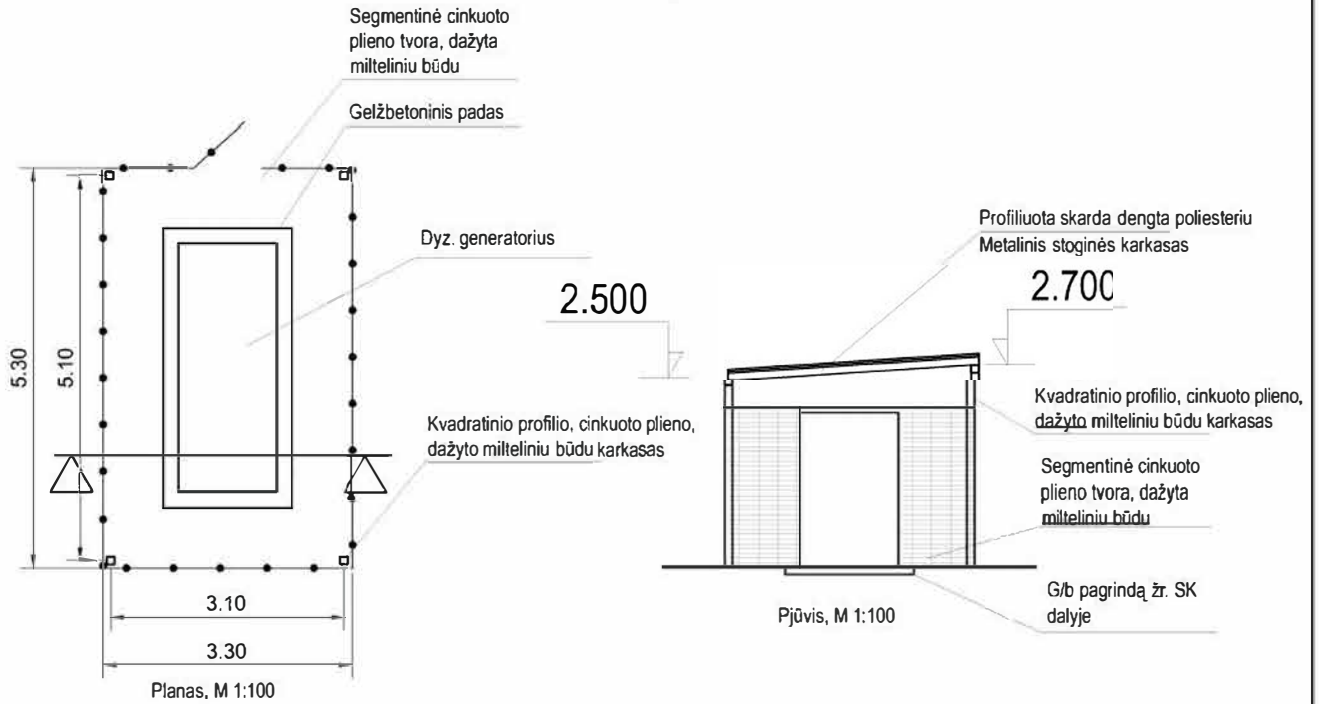 Segmentinė cinkuoto
plieno tvora, dažyta
milteliniu būdu
Gelžbetoninis padas
Dyz. generatorius
5.30
5.10
Kvadratinio profilio, cinkuoto plieno,
dažyto milteliniu būdu karkasas
3.10
3.30
Planas, M 1:100
Profiliuota skarda dengta poliesteriu
Metalinis stoginės karkasas
2.500
2.700
Kvadratinio profilio, cinkuoto plieno,
dažyto milteliniu būdu karkasas
Segmentinė cinkuoto
plieno tvora, dažyta
milteliniu būdu
G/b pagrindą žr. SK
dalyje
Pjūvis, M 1:100